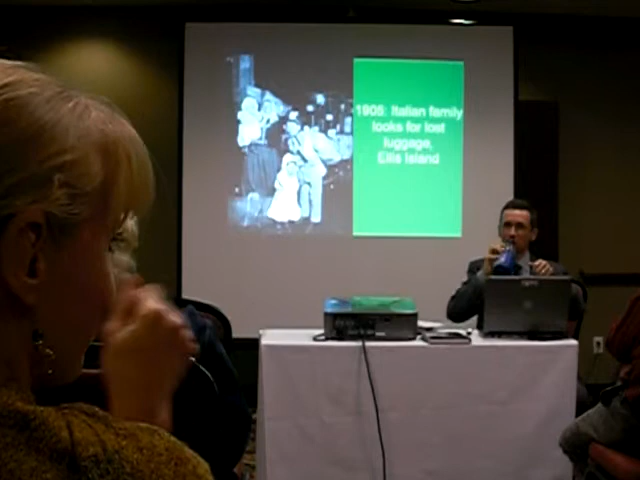 1905: Italian family
looks for lost
luggage,
Ellis Island